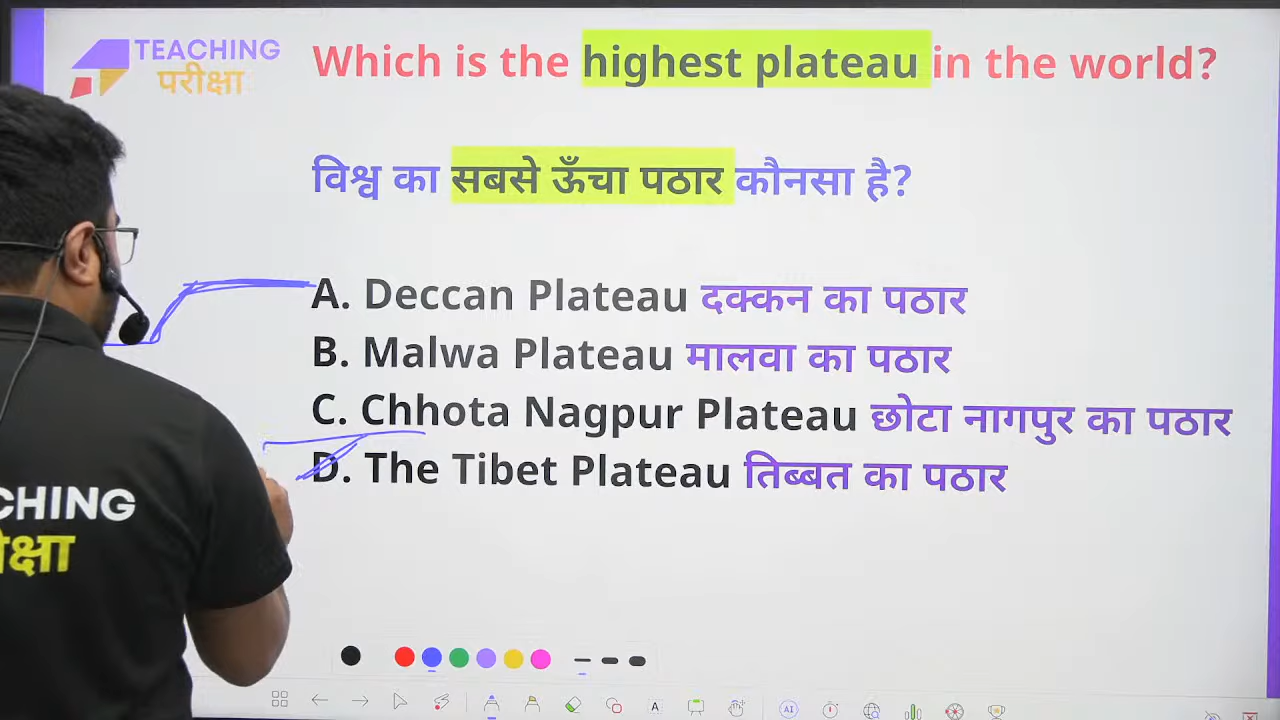 TEACHING
परीक्षा
Which is the highest plateau in the world?
विश्व का सबसे ऊँचा पठार कौनसा है?
A. Deccan Plateau दक्कन का पठार
B. Malwa Plateau मालवा का पठार
C. Chhota Nagpur Plateau छोटा नागपुर का पठार
D. The Tibet Plateau तिब्बत का पठार
CHING
क्षा
A
AI